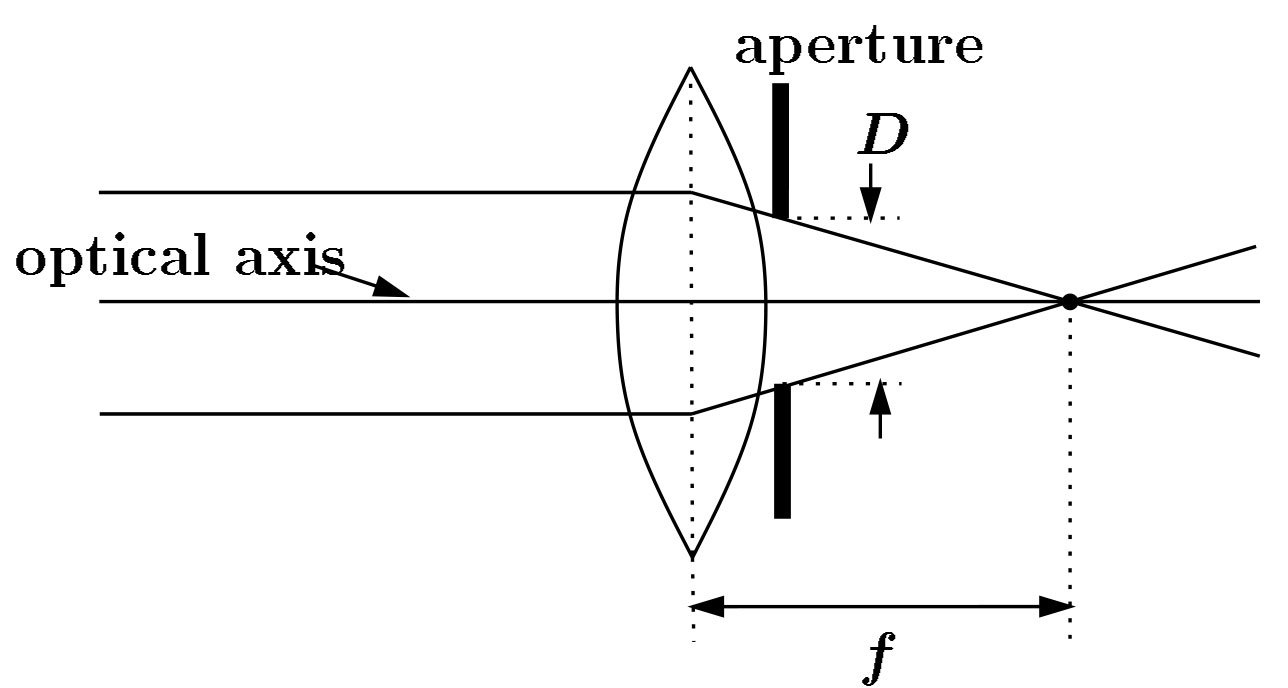 aperture
D
optical axis
f